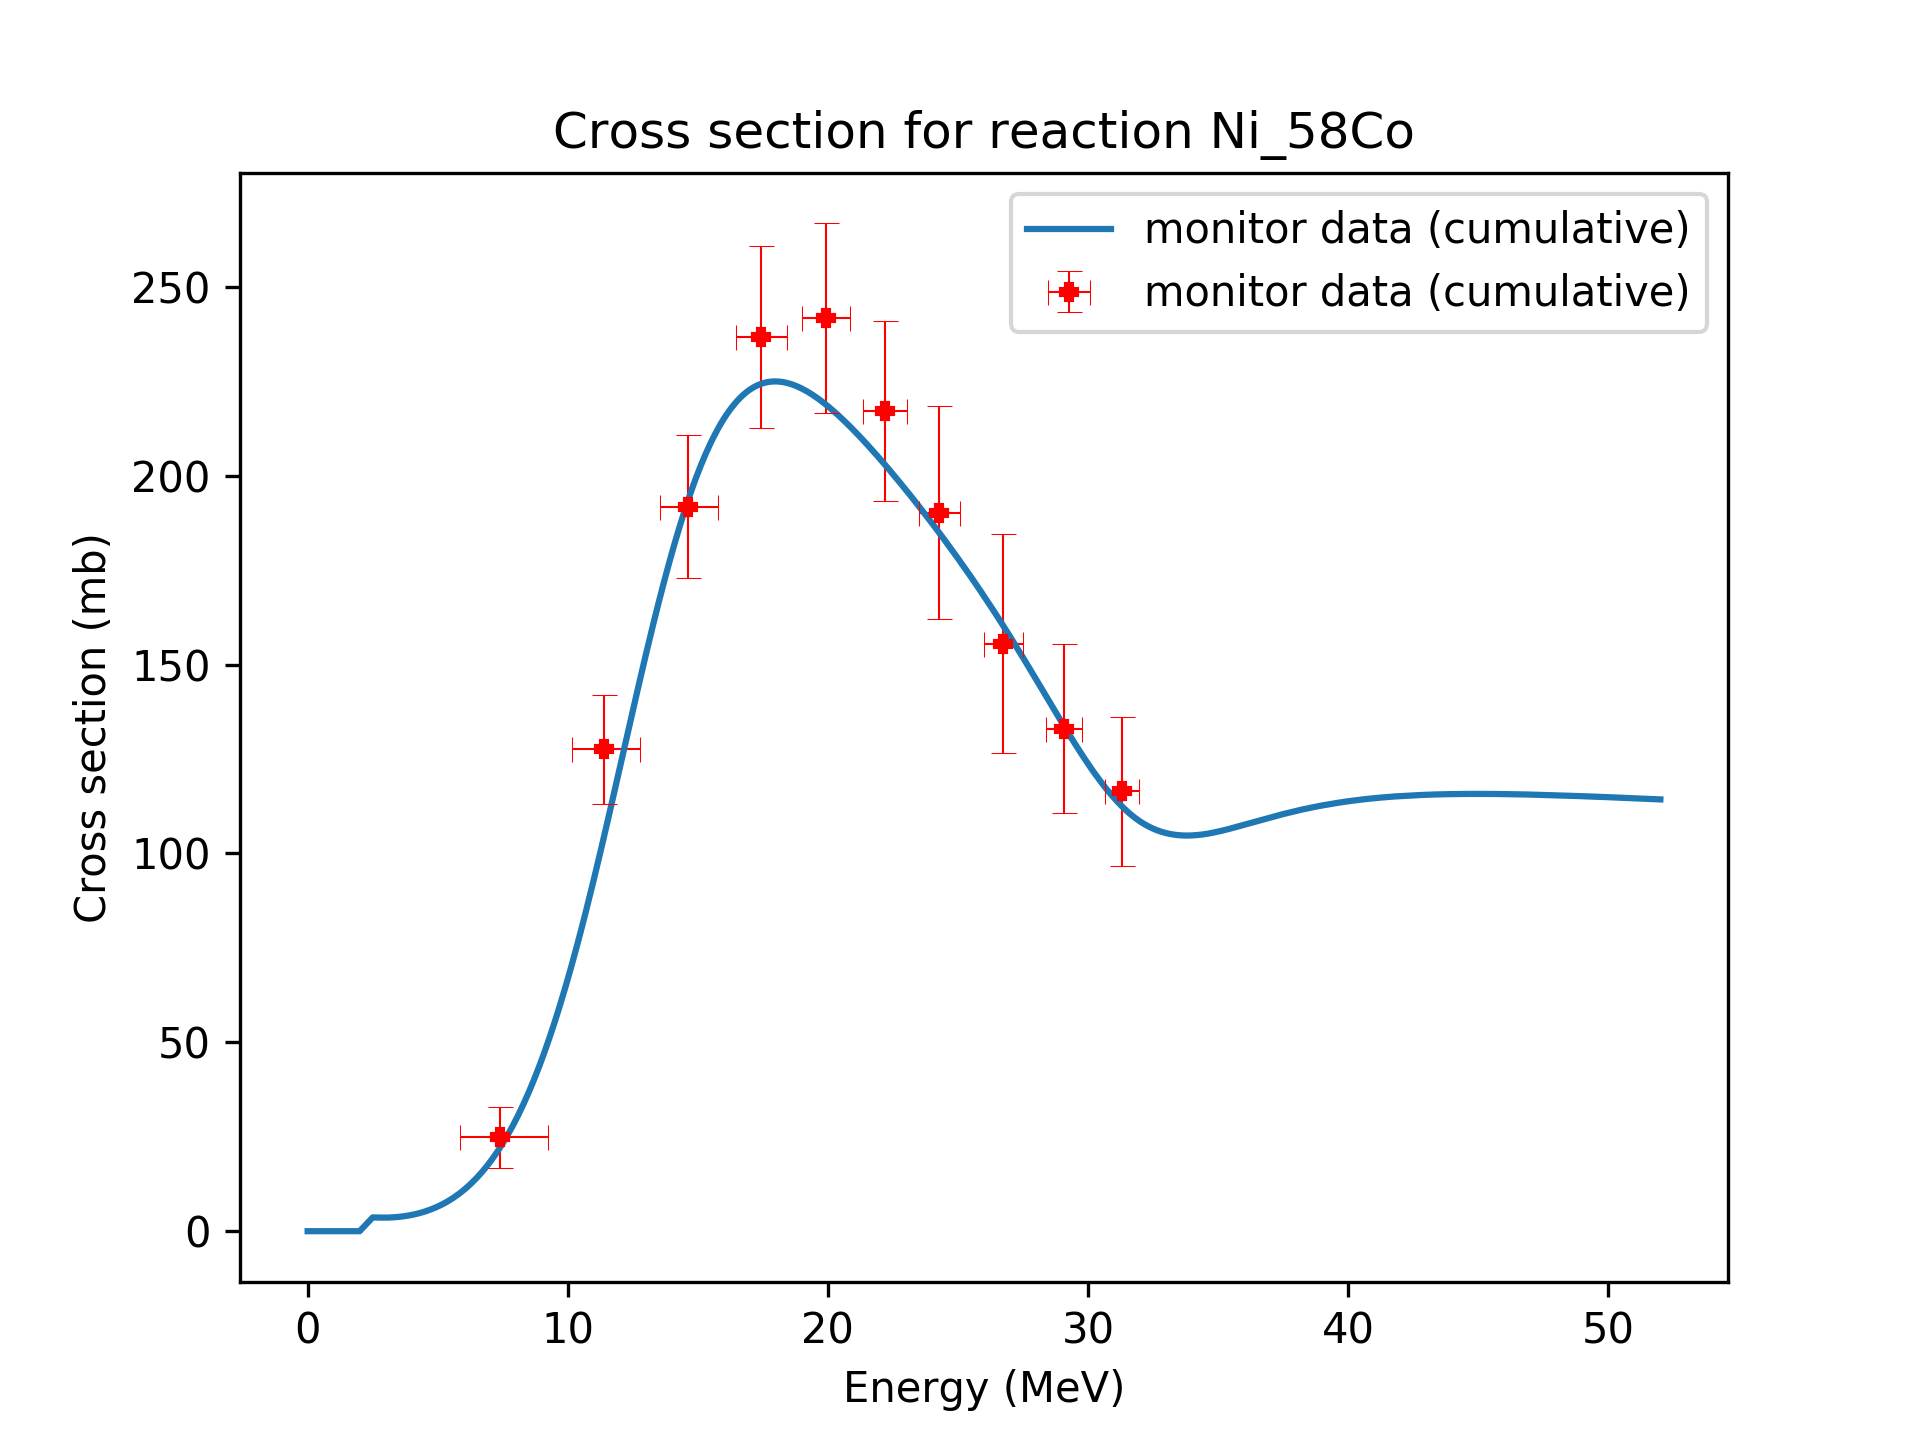 Cross section for reaction Ni_58Co
monitor data (cumulative)
monitor data (cumulative)
Cross section (mb)
250
200
150
100
50
0
0 10 20 30 40 50
Energy (MeV)